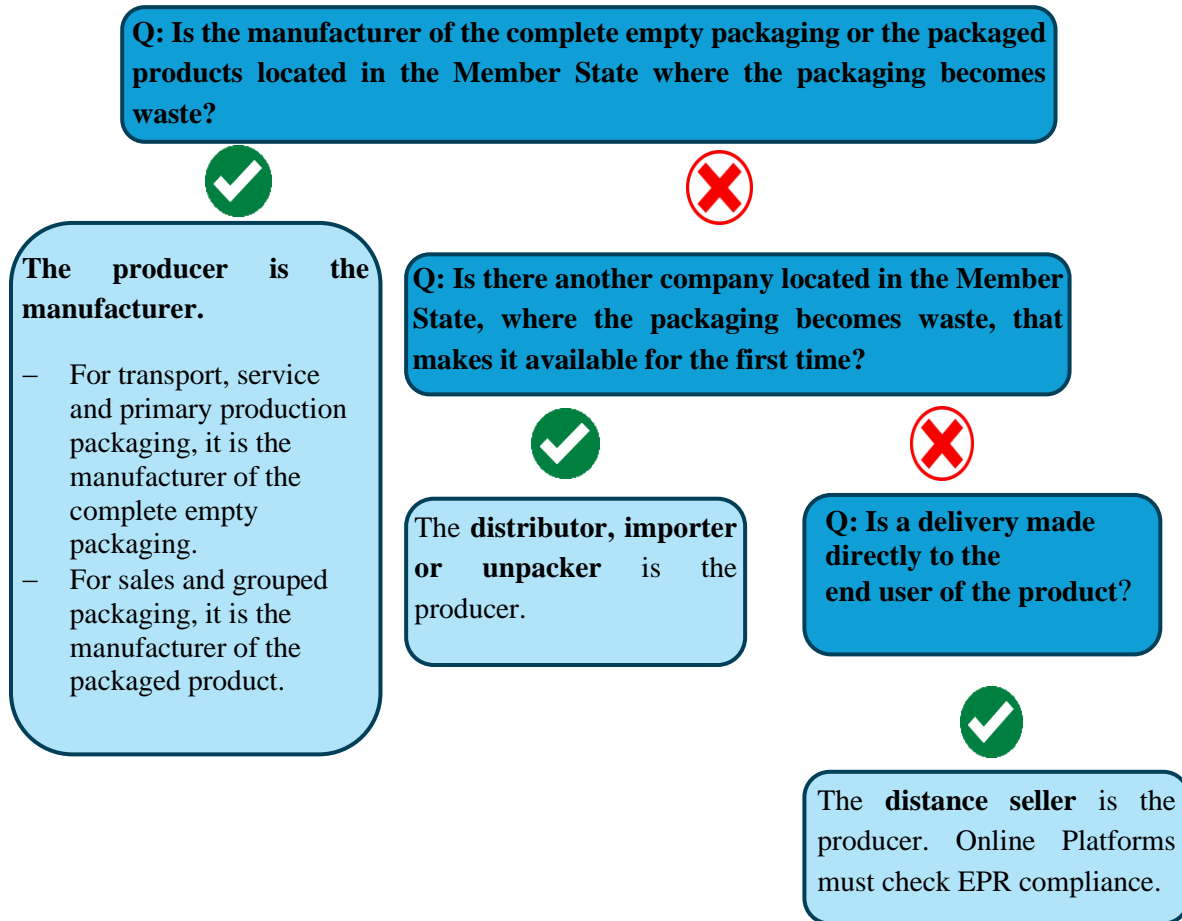 Q: Is the manufacturer of the complete empty packaging or the packaged
products located in the Member State where the packaging becomes
waste?
The producer is the
manufacturer.
– For transport, service
and primary production
packaging, it is the
manufacturer of the
complete empty
packaging.
– For sales and grouped
packaging, it is the
manufacturer of the
packaged product.
Q: Is there another company located in the Member
State, where the packaging becomes waste, that
makes it available for the first time?
The distributor, importer
or unpacker is the
producer.
Q: Is a delivery made
directly to the
end user of the product?
The distance seller is the
producer. Online Platforms
must check EPR compliance.